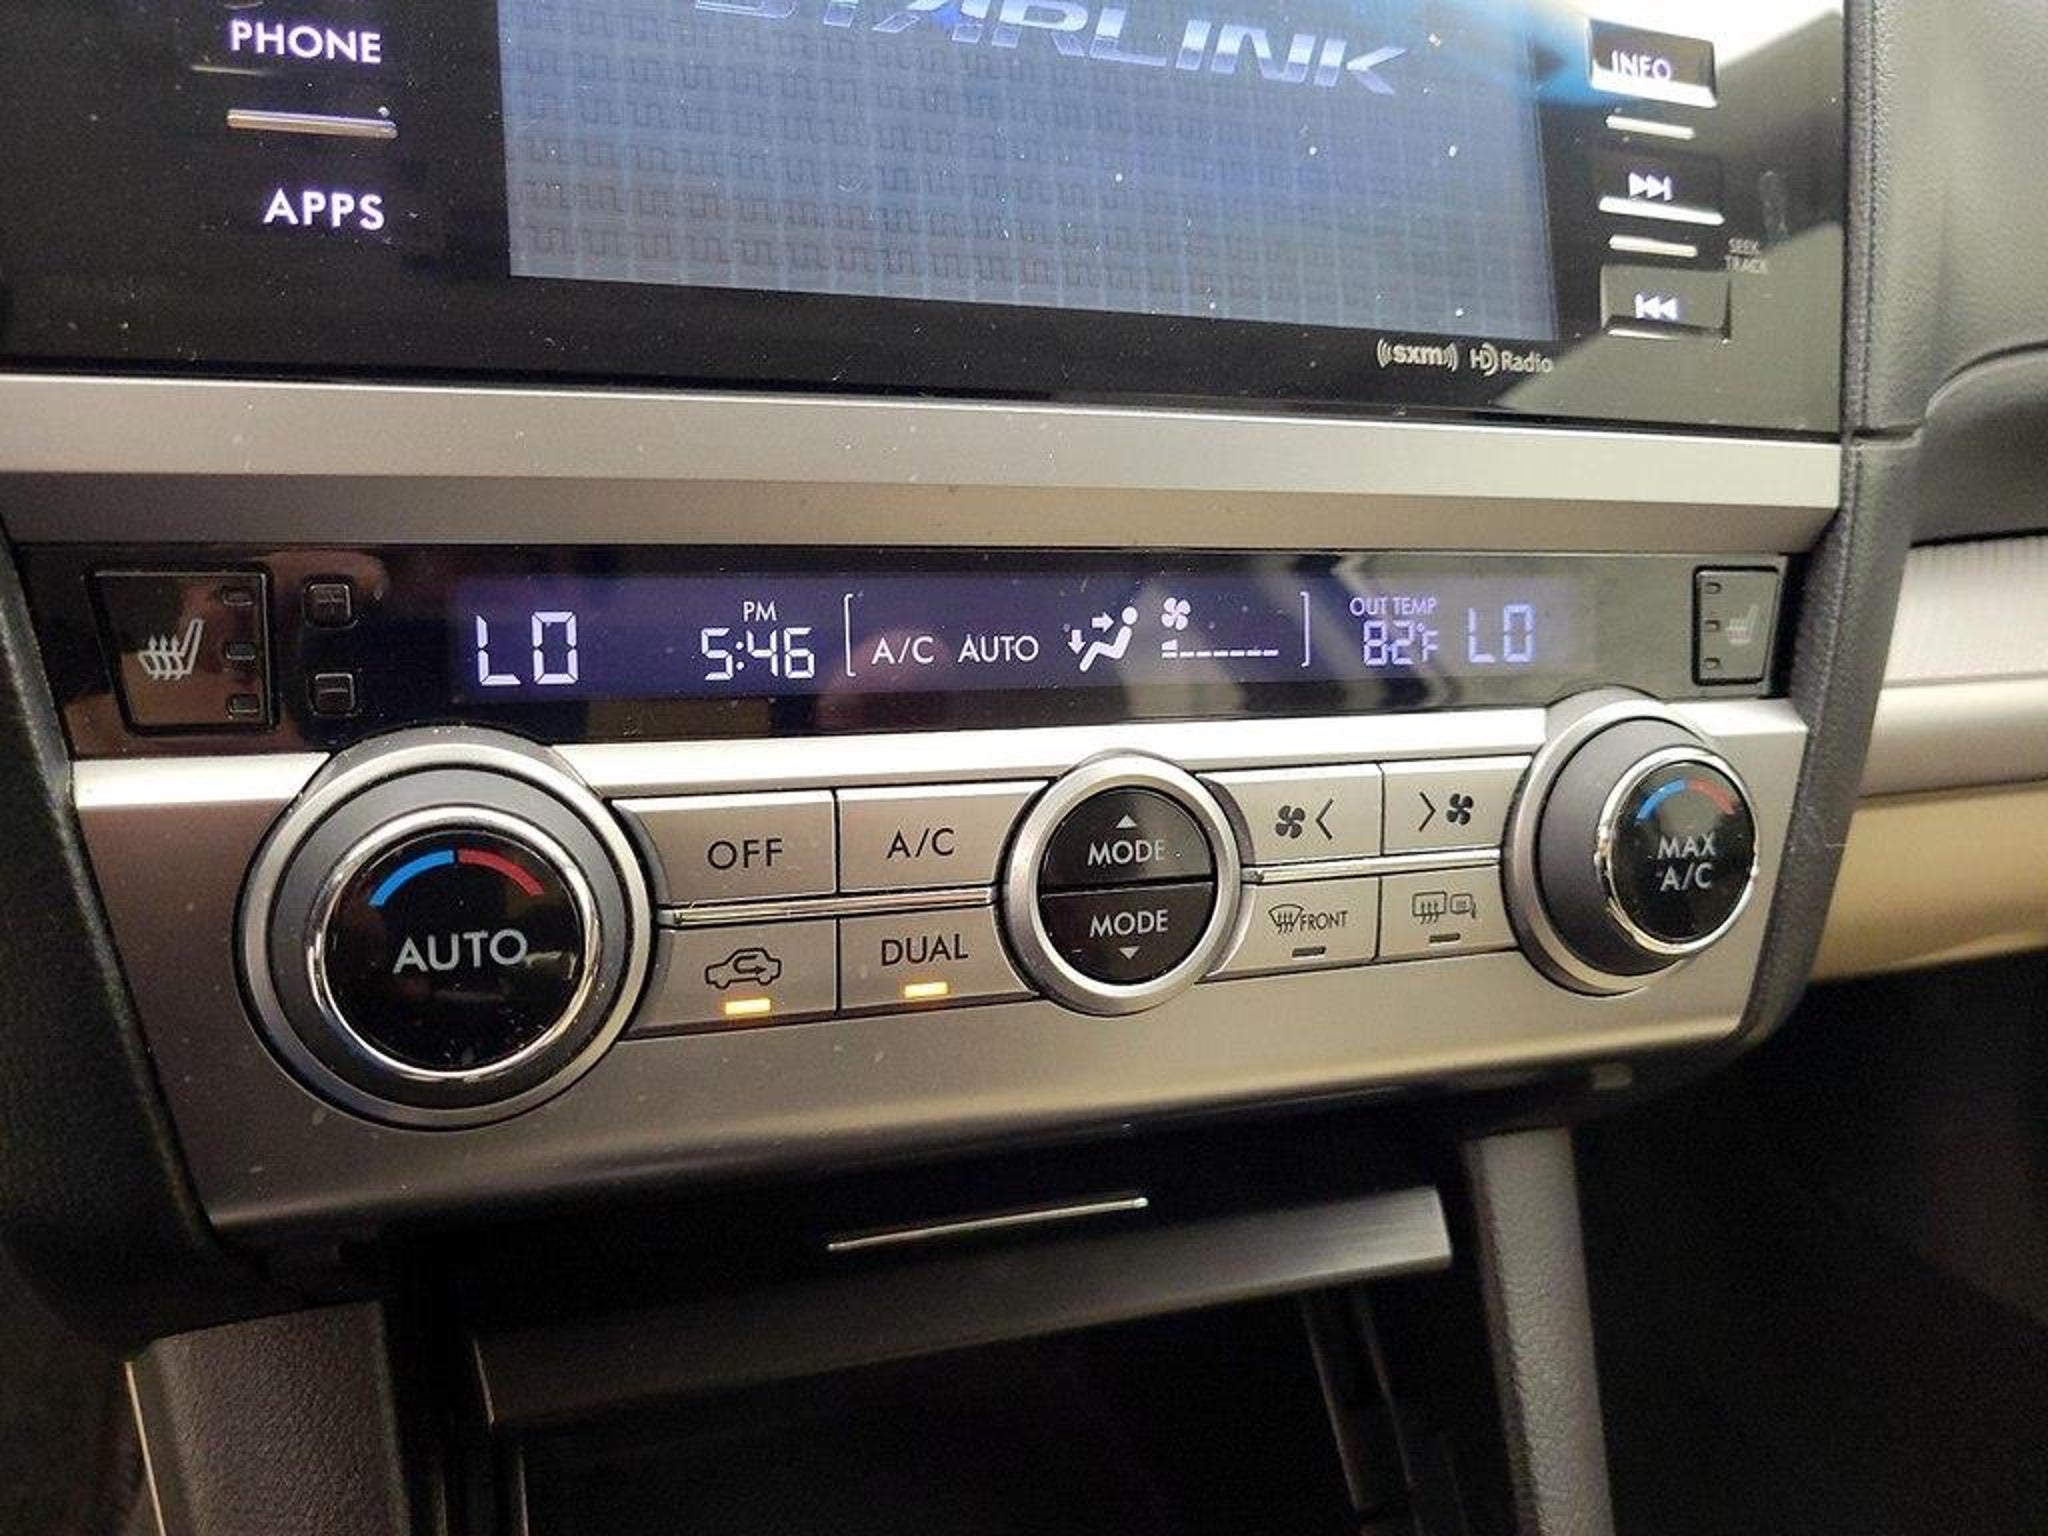 STARLINK
PHONE
APPS
INFO
SEEK
TRACK
((sxm)) HD Radio
LO
PM
5:46
A/C AUTO
OUT TEMP
82°F
LO
AUTO
OFF
A/C
DUAL
MODE
MODE
FRONT
MAX
A/C